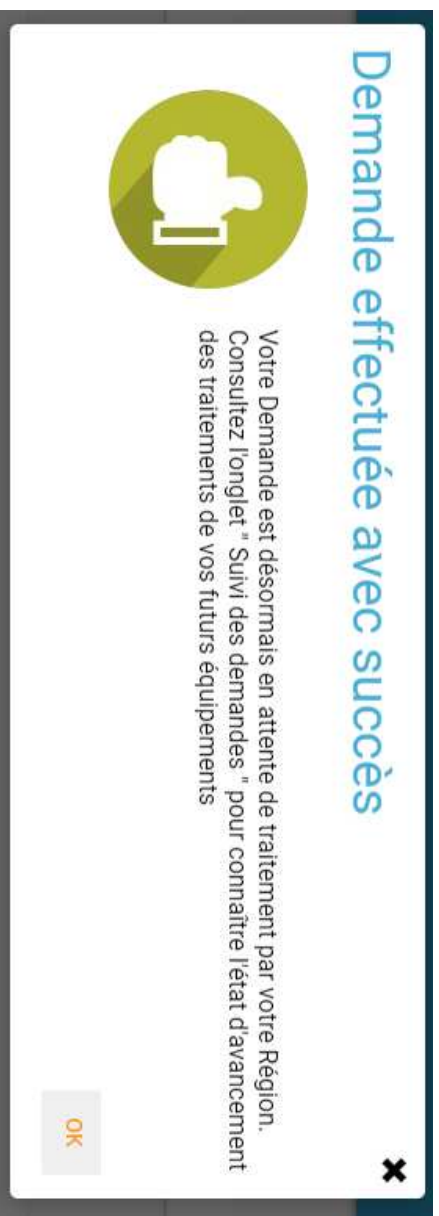 Demande effectuée avec succès
Votre Demande est désormais en attente de traitement par votre Région.
Consultez l'onglet " Suivi des demandes " pour connaître l'état d'avancement
des traitements de vos futurs équipements
OK